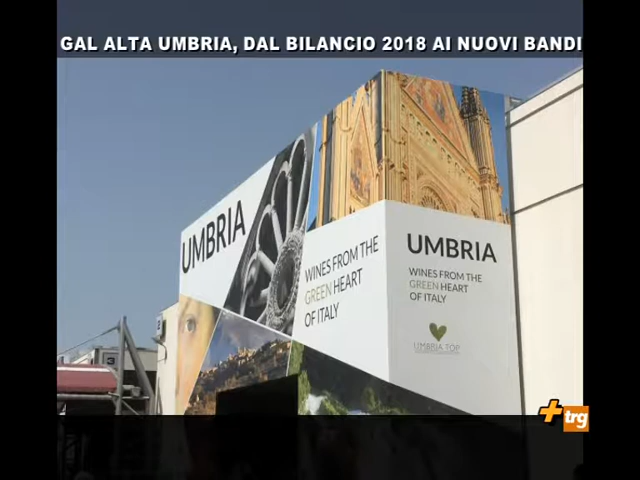 GAL ALTA UMBRIA, DAL BILANCIO 2018 AI NUOVI BANDI
UMBRIA
WINES FROM THE
GREEN HEART
OF ITALY
UMBRIA
WINES FROM THE
GREEN HEART
OF ITALY
UMBRIA TOP
3
+trg